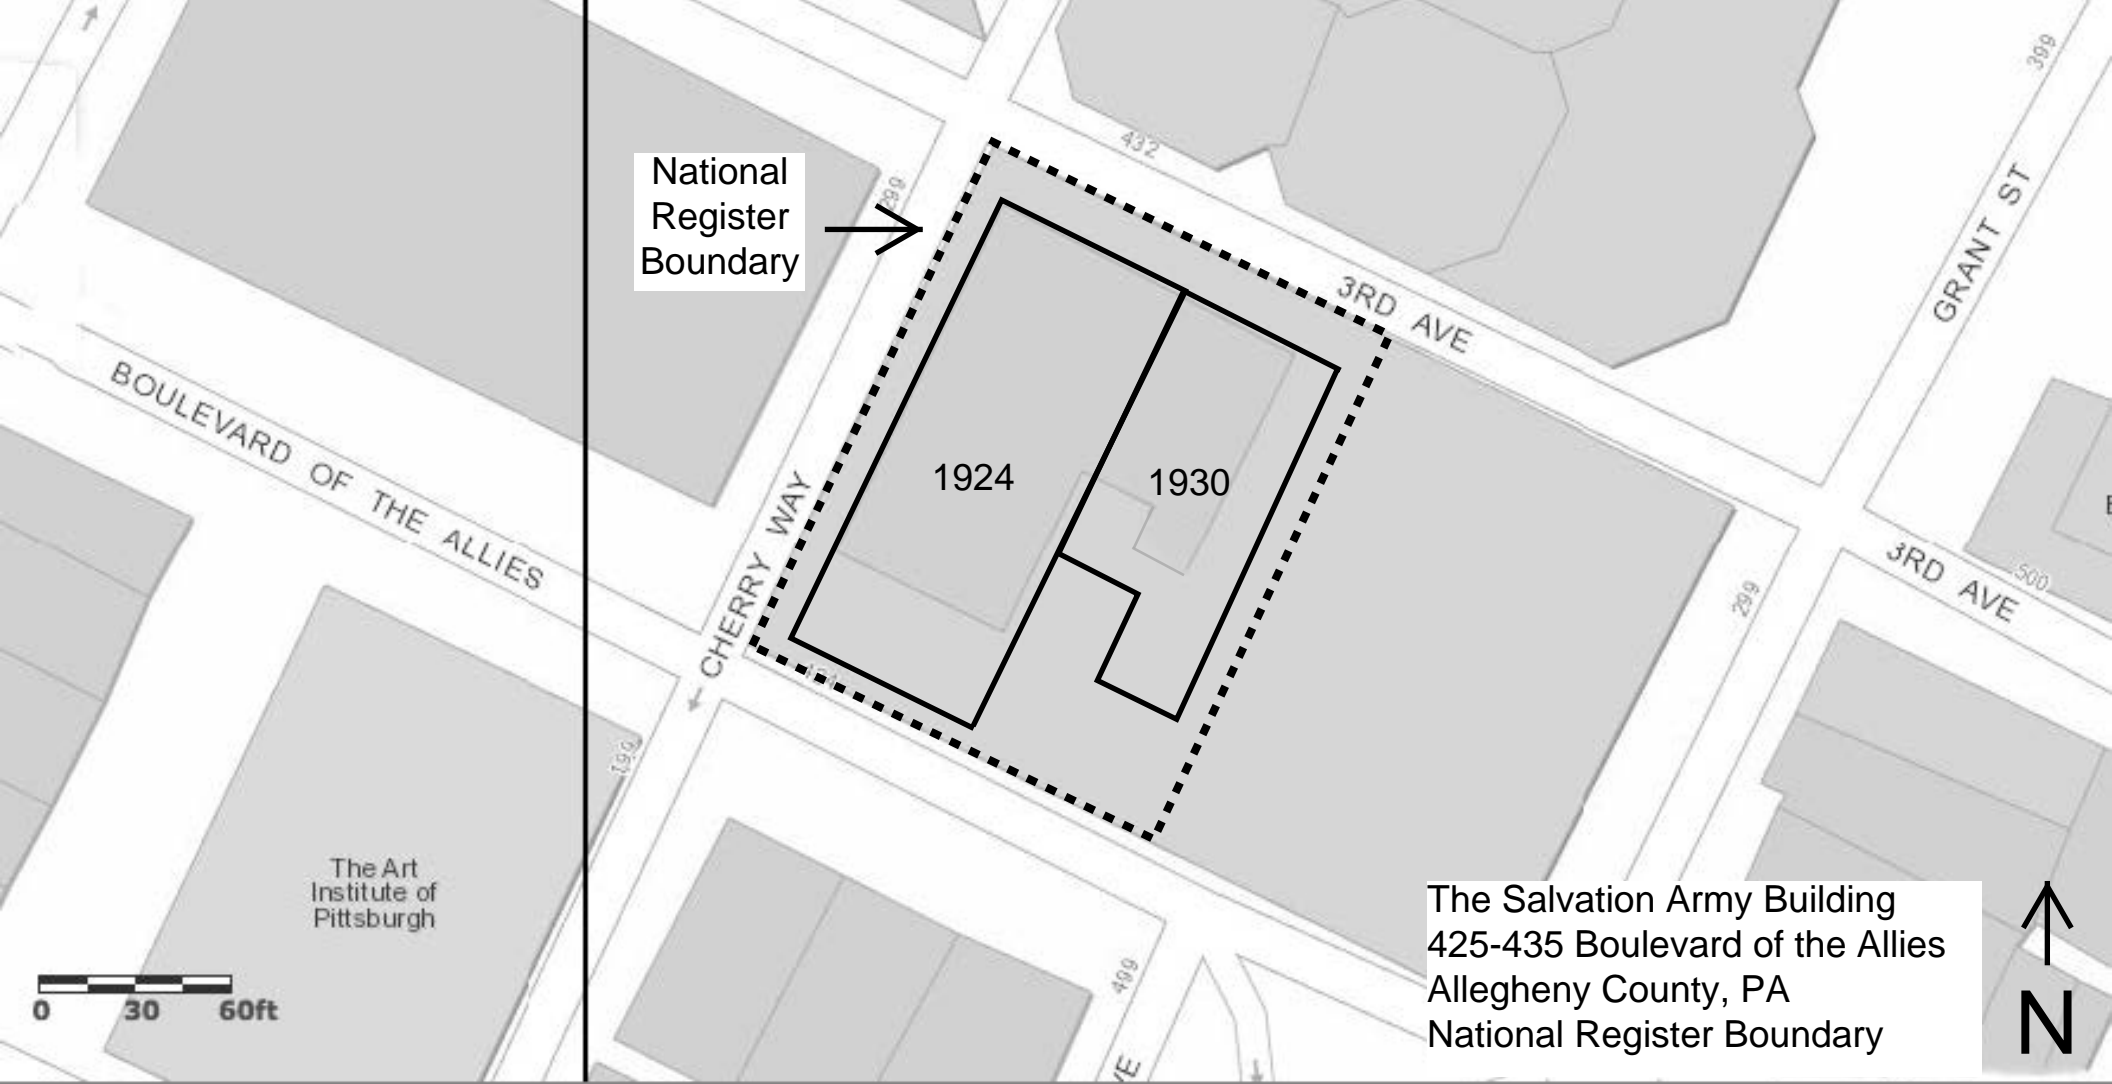 399
432
National
Register
Boundary
299
GRANT ST
3RD AVE
BOULEVARD OF THE ALLIES
1924
1930
CHERRY WAY
3RD AVE
500
299
199
The Art
Institute of
Pittsburgh
499
0 30 60ft
The Salvation Army Building
425-435 Boulevard of the Allies
Allegheny County, PA
National Register Boundary
N